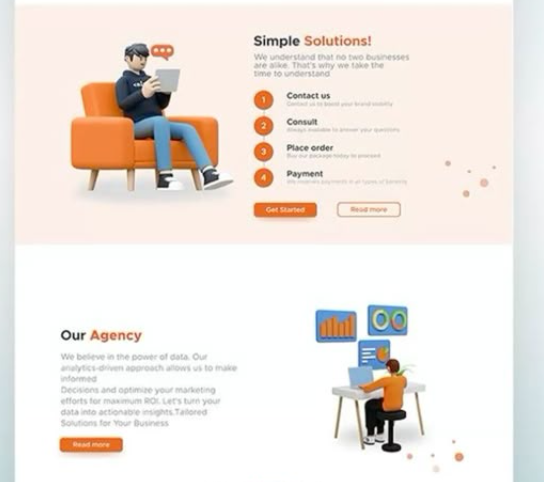 Simple Solutions!
We understand that no two businesses
are alike. That's why we take the
time to understand
1 Contact us
Contact us to boost your brand visibility
2 Consult
Always available to answer your questions
3 Place order
Buy our package today to proceed
4 Payment
payments in all types of
Get Started Read more
Our Agency
We believe in the power of data. Our
analytics-driven approach allows us to make
informed
Decisions and optimize your marketing
efforts for maximum ROI. Let's turn your
data into actionable insights.Tailored
Solutions for Your Business
Read more